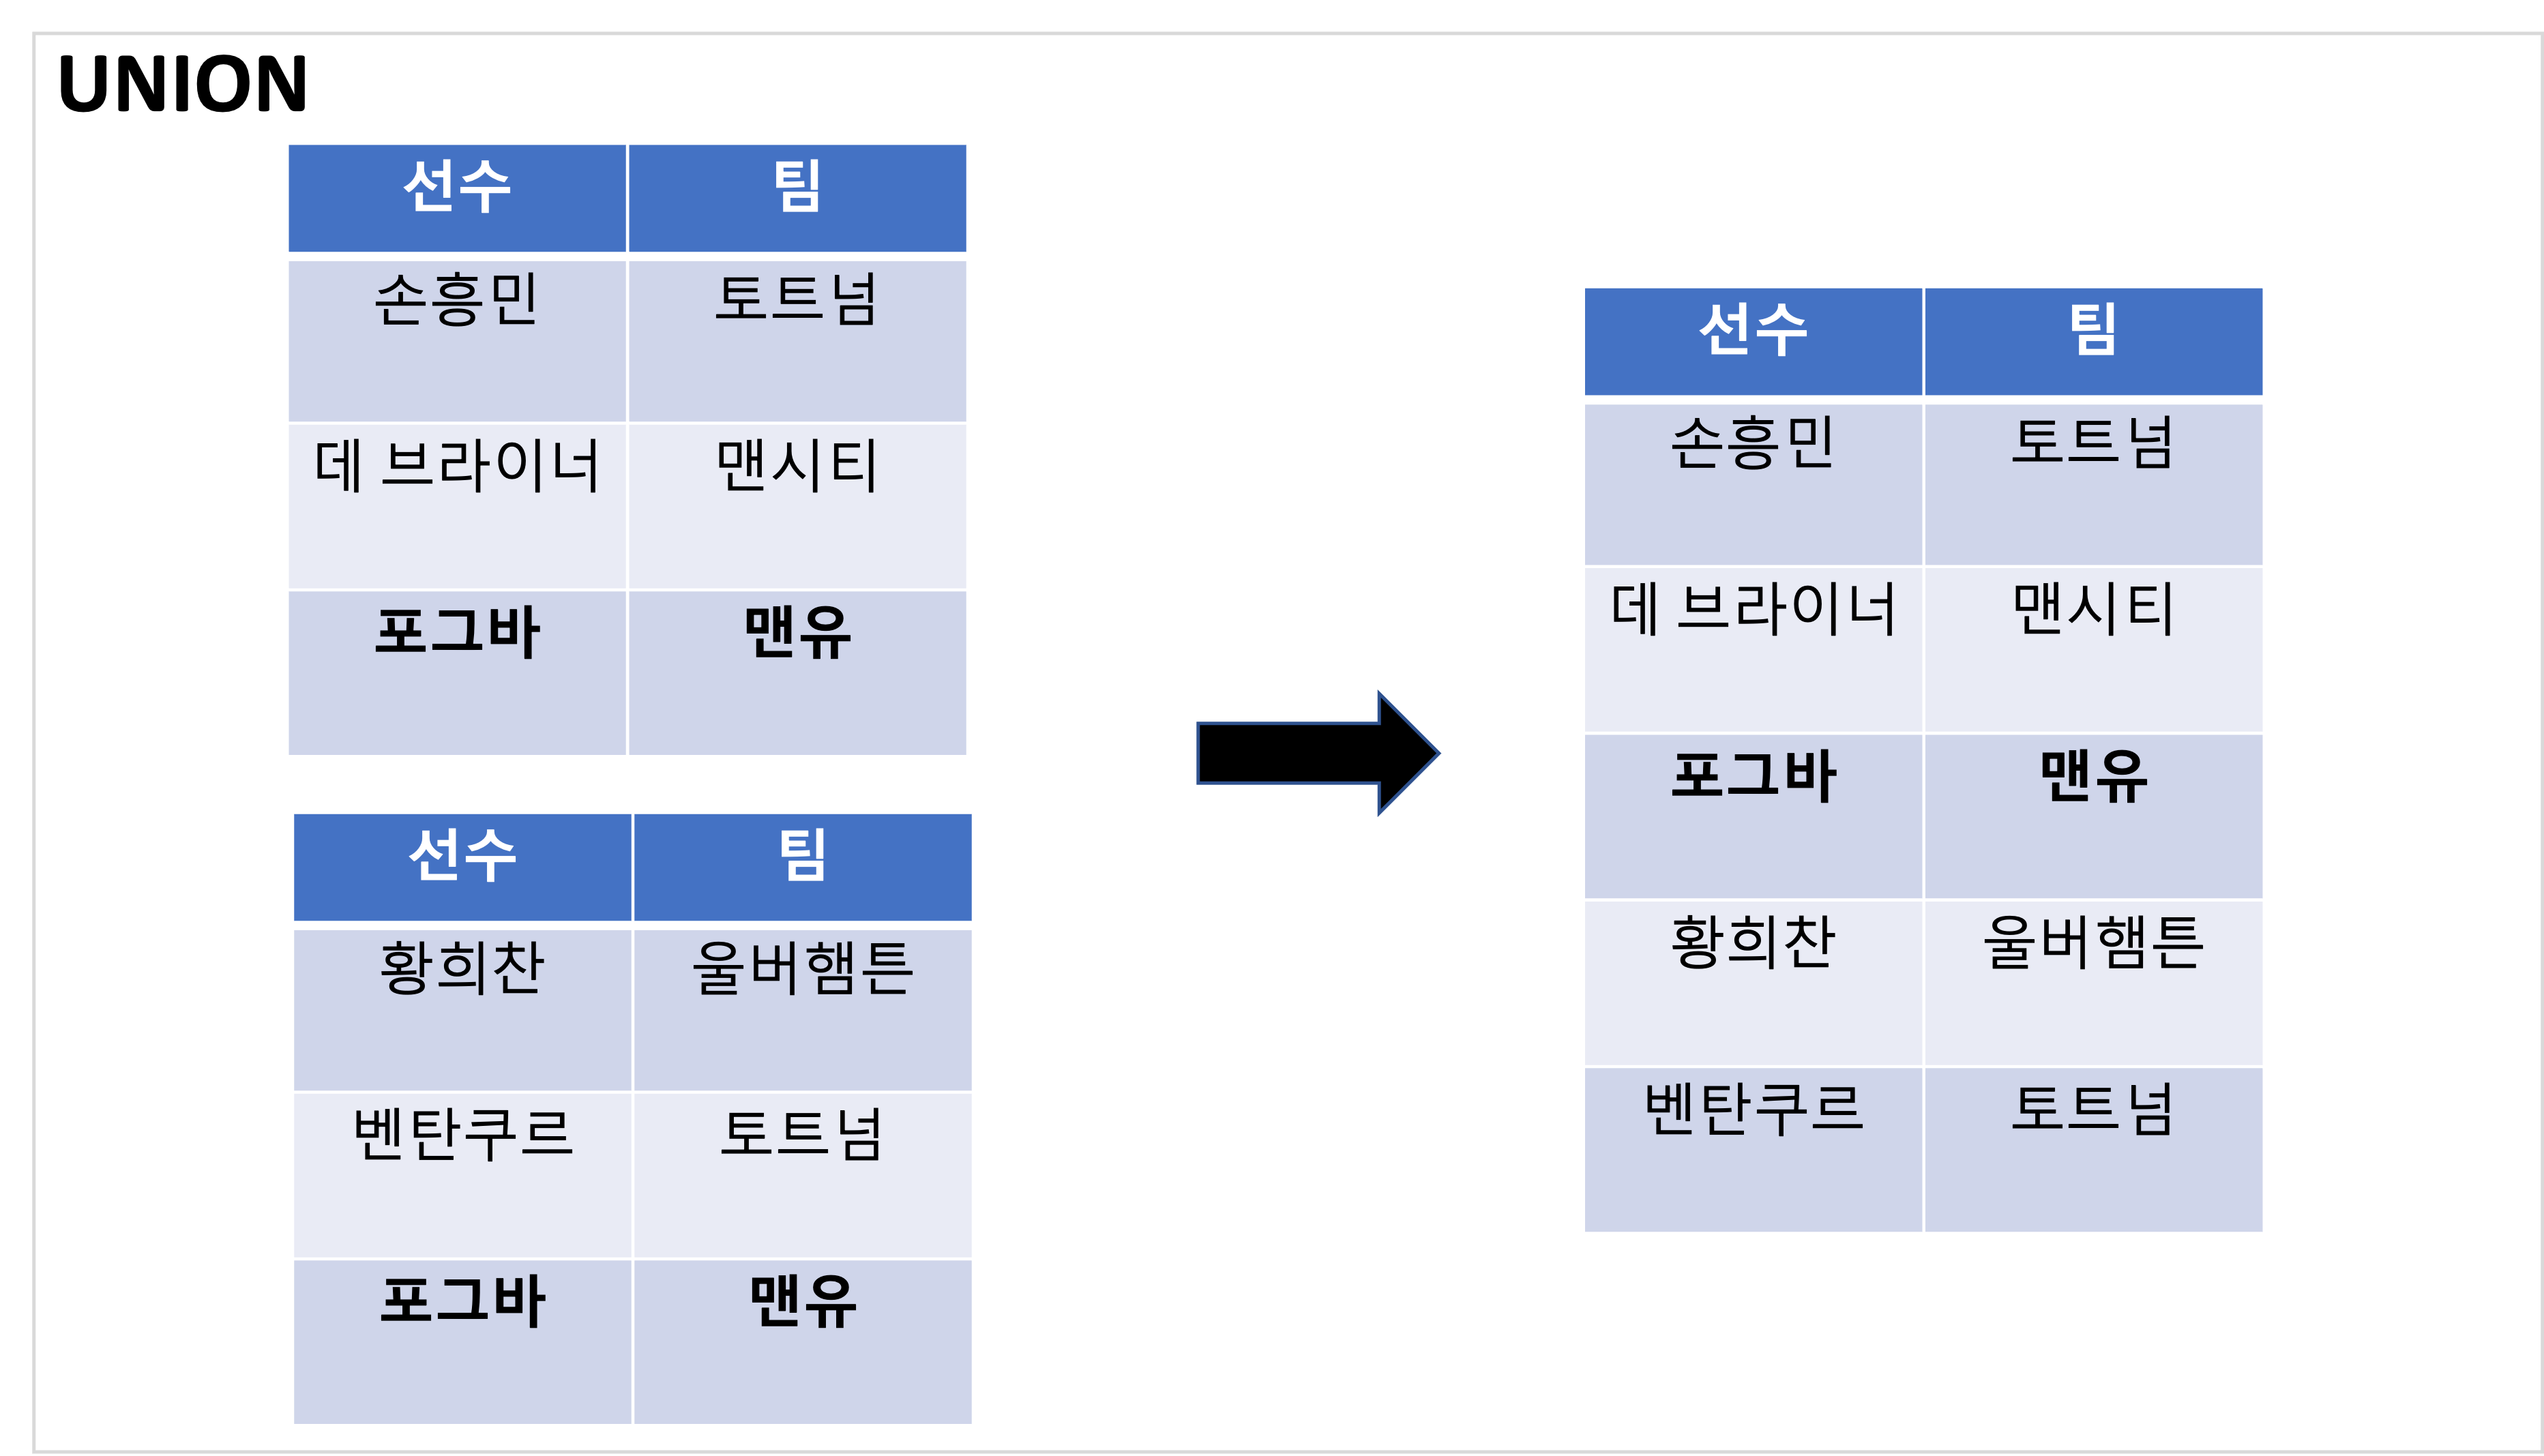 UNION
선수 팀
손흥민 토트넘
데 브라이너 맨시티
포그바 맨유
선수 팀
황희찬 울버햄튼
벤탄쿠르 토트넘
포그바 맨유
선수 팀
손흥민 토트넘
데 브라이너 맨시티
포그바 맨유
황희찬 울버햄튼
벤탄쿠르 토트넘